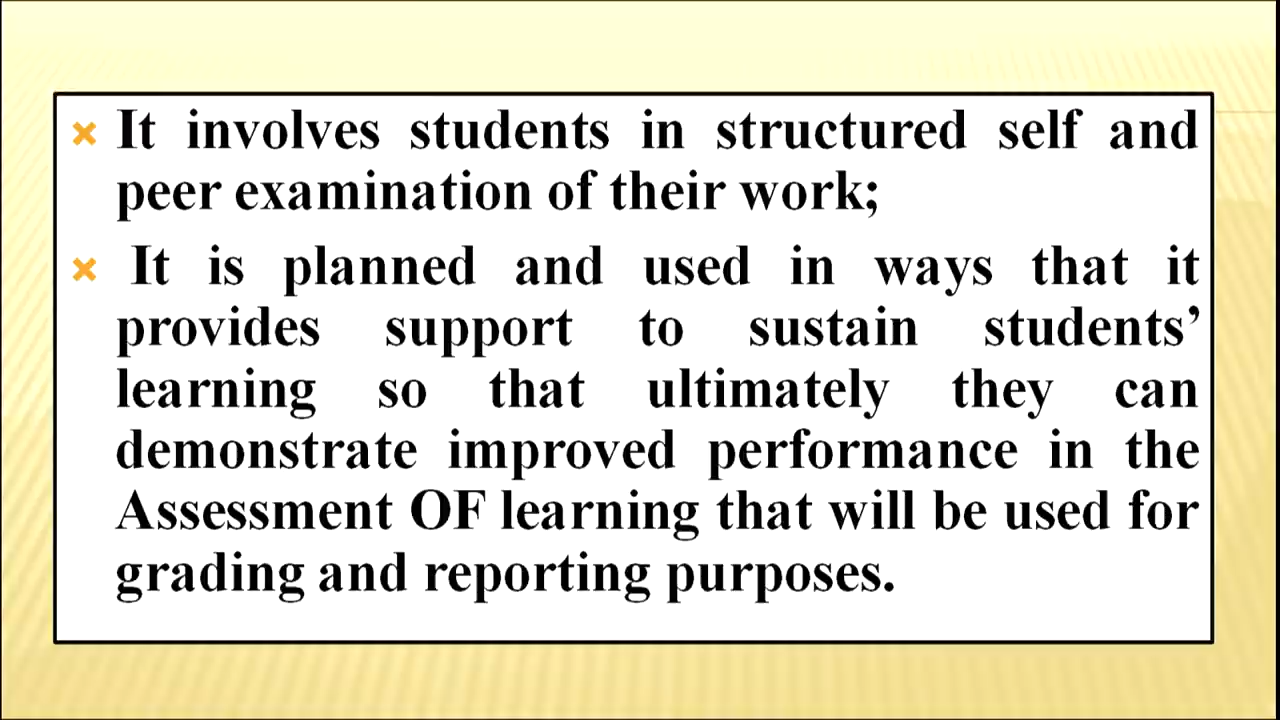 It involves students in structured self and
peer examination of their work;
It is planned and used in ways that it
provides support to sustain students’
learning so that ultimately they can
demonstrate improved performance in the
Assessment OF learning that will be used for
grading and reporting purposes.